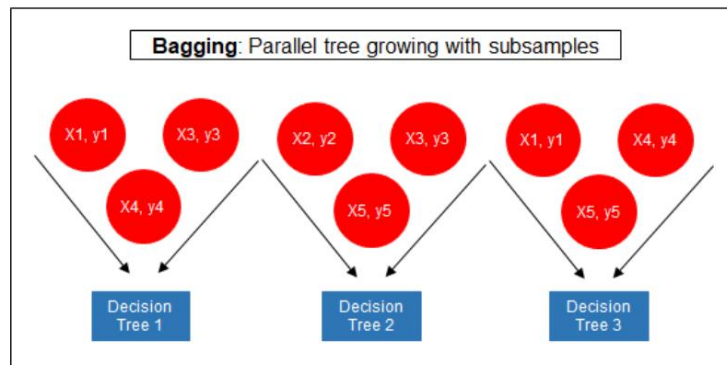 Bagging: Parallel tree growing with subsamples
X1, y1
X3, y3
X4, y4
X2, y2
X3, y3
X5, y5
X1, y1
X4, y4
X5, y5
Decision
Tree 1
Decision
Tree 2
Decision
Tree 3